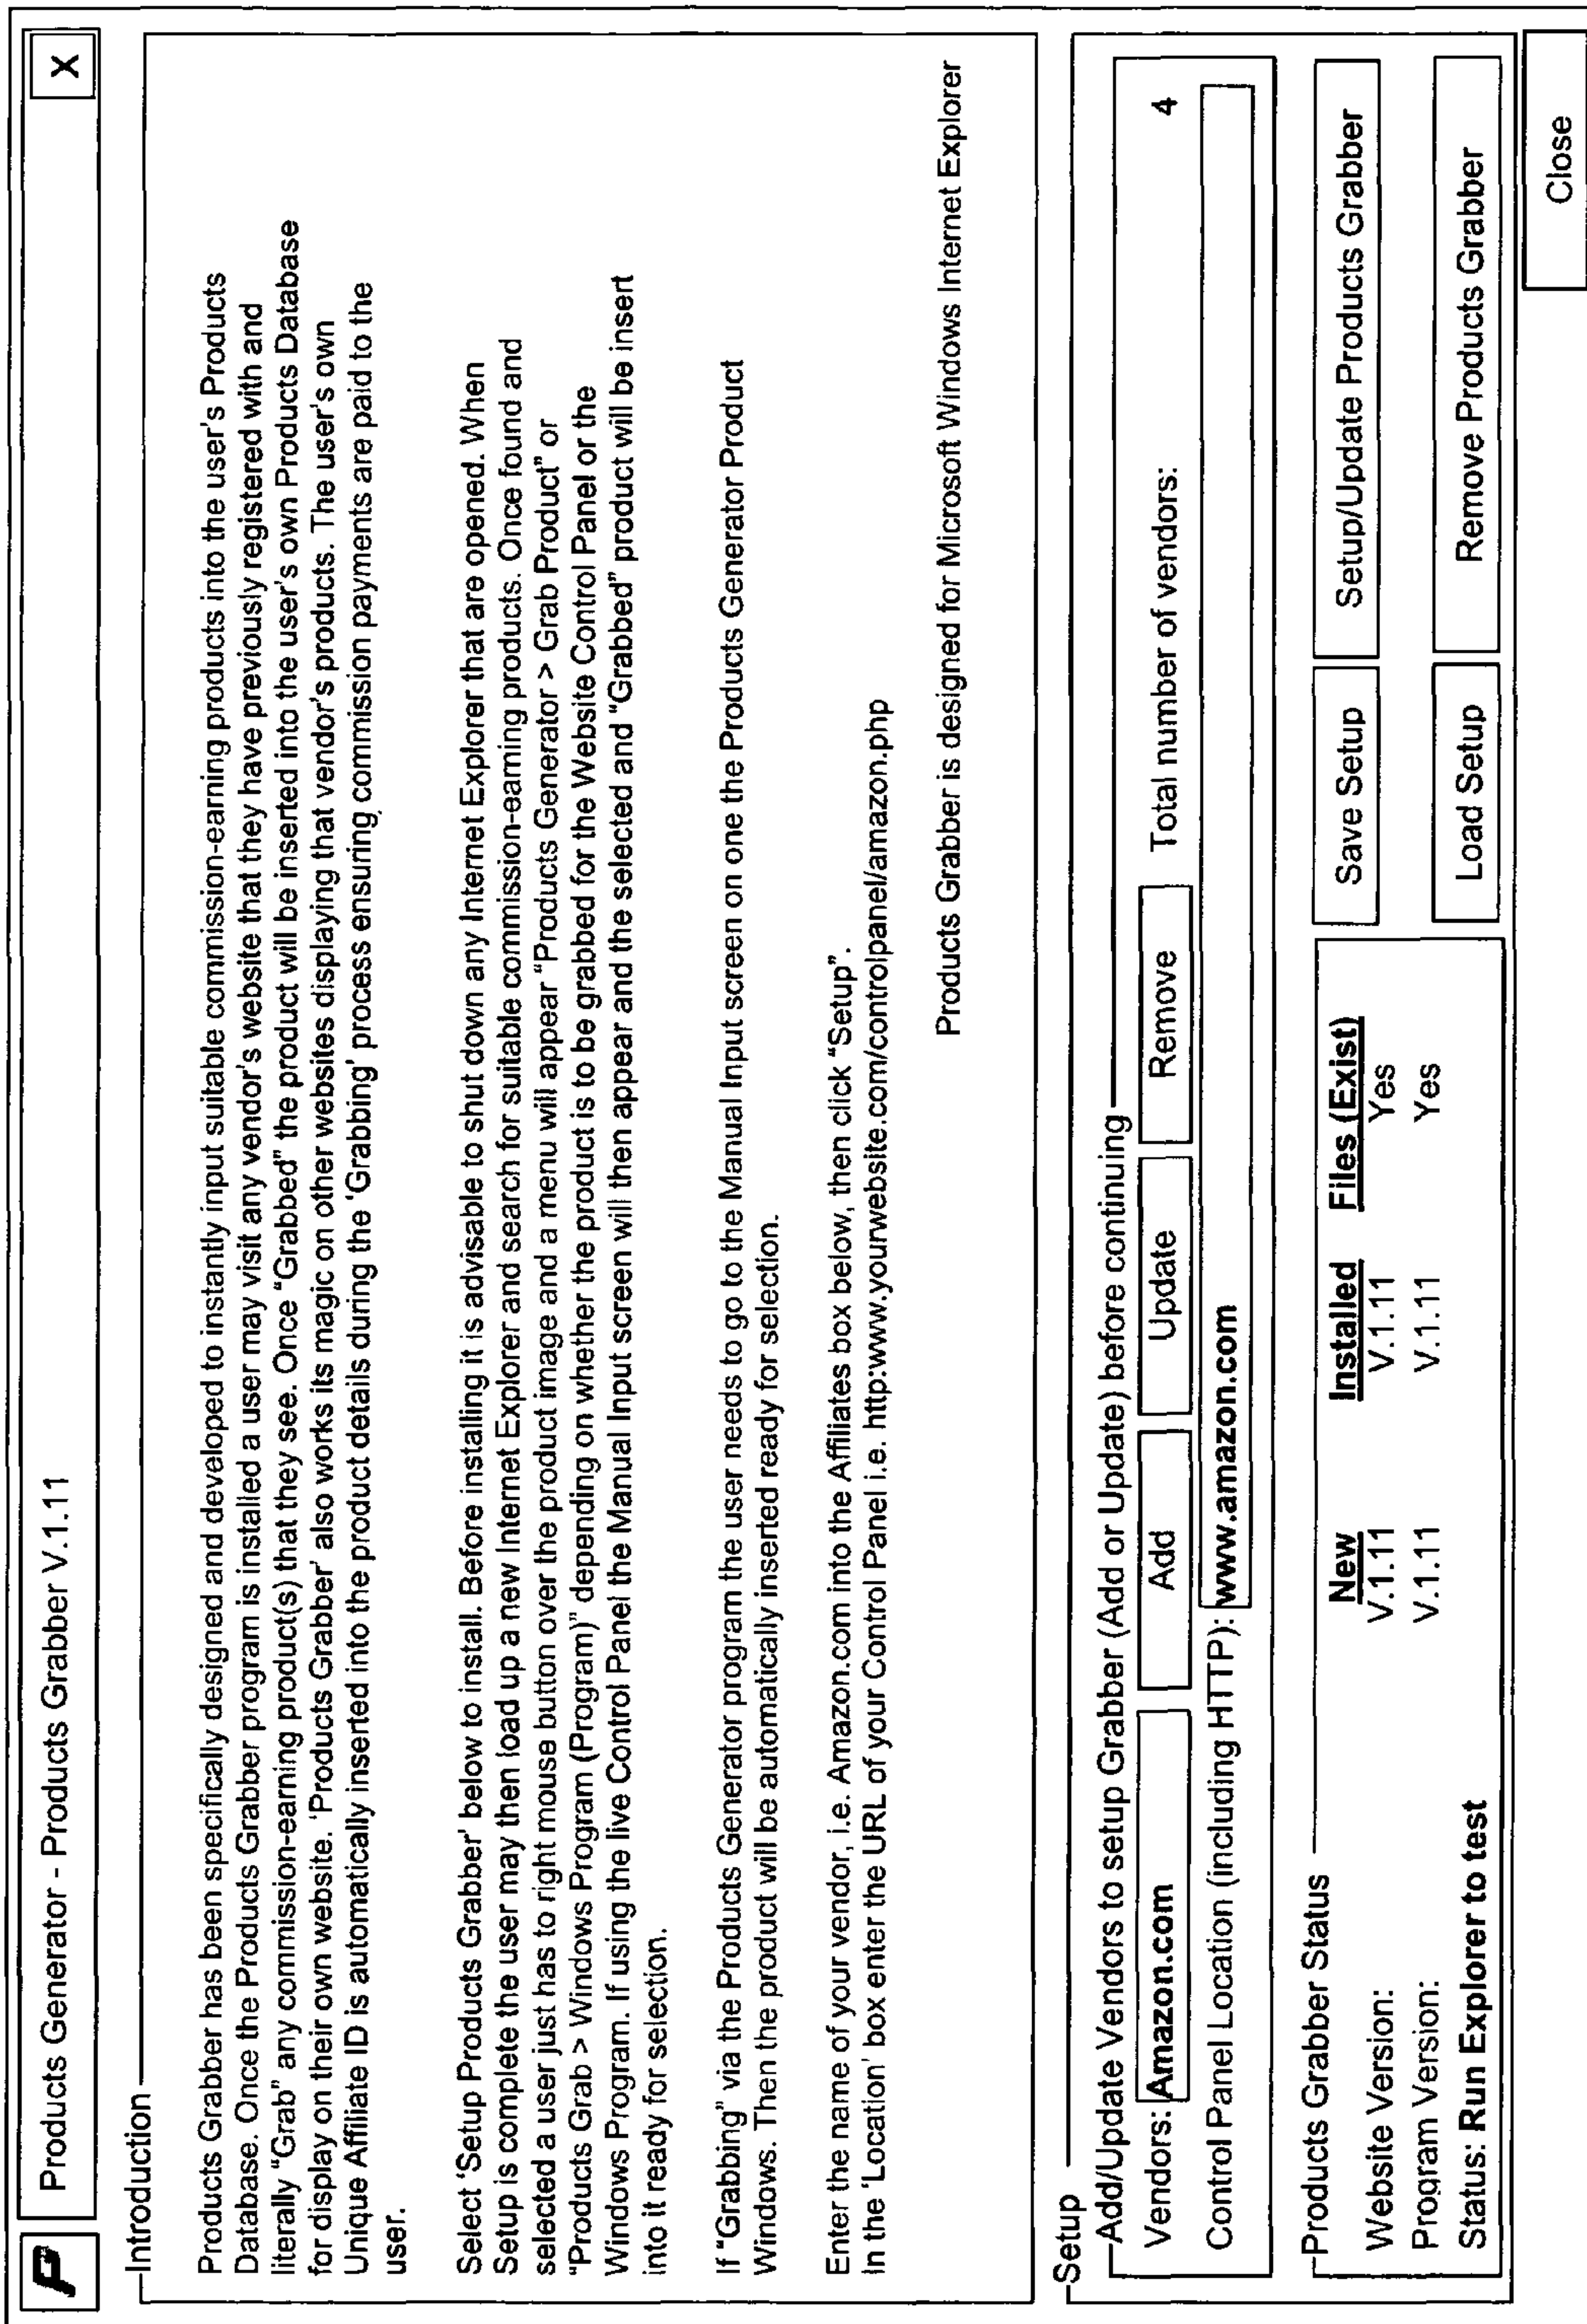 Products Generator - Products Grabber V.1.11
X
Introduction
Products Grabber has been specifically designed and developed to instantly input suitable commission-earning products into the user's Products
Database. Once the Products Grabber program is installed a user may visit any vendor's website that they have previously registered with and
literally “Grab” any commission-earning product(s) that they see. Once “Grabbed” the product will be inserted into the user's own Products Database
for display on their own website. ‘Products Grabber’ also works its magic on other websites displaying that vendor's products. The user's own
Unique Affiliate ID is automatically inserted into the product details during the ‘Grabbing’ process ensuring commission payments are paid to the
user.
Select ‘Setup Products Grabber’ below to install. Before installing it is advisable to shut down any Internet Explorer that are opened. When
Setup is complete the user may then load up a new Internet Explorer and search for suitable commission-earning products. Once found and
selected a user just has to right mouse button over the product image and a menu will appear “Products Generator > Grab Product” or
“Products Grab > Windows Program (Program)” depending on whether the product is to be grabbed for the Website Control Panel or the
Windows Program. If using the live Control Panel the Manual Input screen will then appear and the selected and “Grabbed” product will be insert
into it ready for selection.
If “Grabbing” via the Products Generator program the user needs to go to the Manual Input screen on one the Products Generator Product
Windows. Then the product will be automatically inserted ready for selection.
Enter the name of your vendor, i.e. Amazon.com into the Affiliates box below, then click “Setup”.
In the ‘Location’ box enter the URL of your Control Panel i.e. http:www.yourwebsite.com/controlpanel/amazon.php
Products Grabber is designed for Microsoft Windows Internet Explorer
Setup
Add/Update Vendors to setup Grabber (Add or Update) before continuing
Vendors: Amazon.com Add Update Remove Total number of vendors: 4
Control Panel Location (including HTTP): www.amazon.com
Products Grabber Status
New Installed Files (Exist)
Website Version: V.1.11 V.1.11 Yes
Program Version: V.1.11 V.1.11 Yes
Status: Run Explorer to test
Save Setup Setup/Update Products Grabber
Load Setup Remove Products Grabber
Close